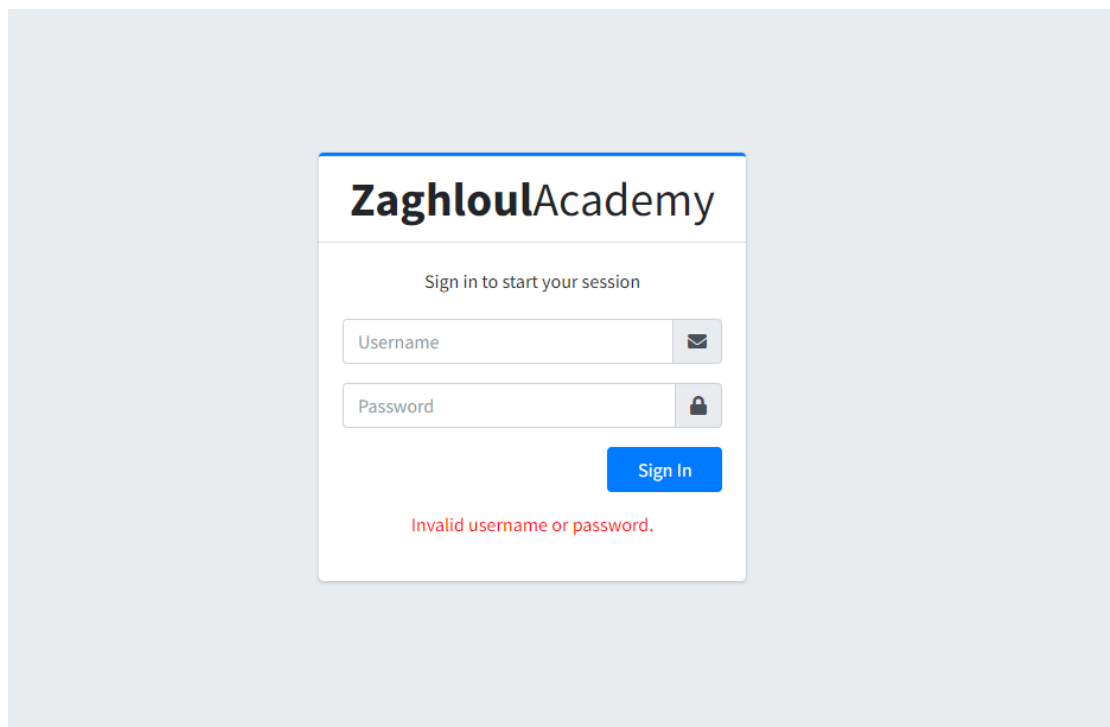 ZaghloulAcademy
Sign in to start your session
Username
Password
Sign In
Invalid username or password.